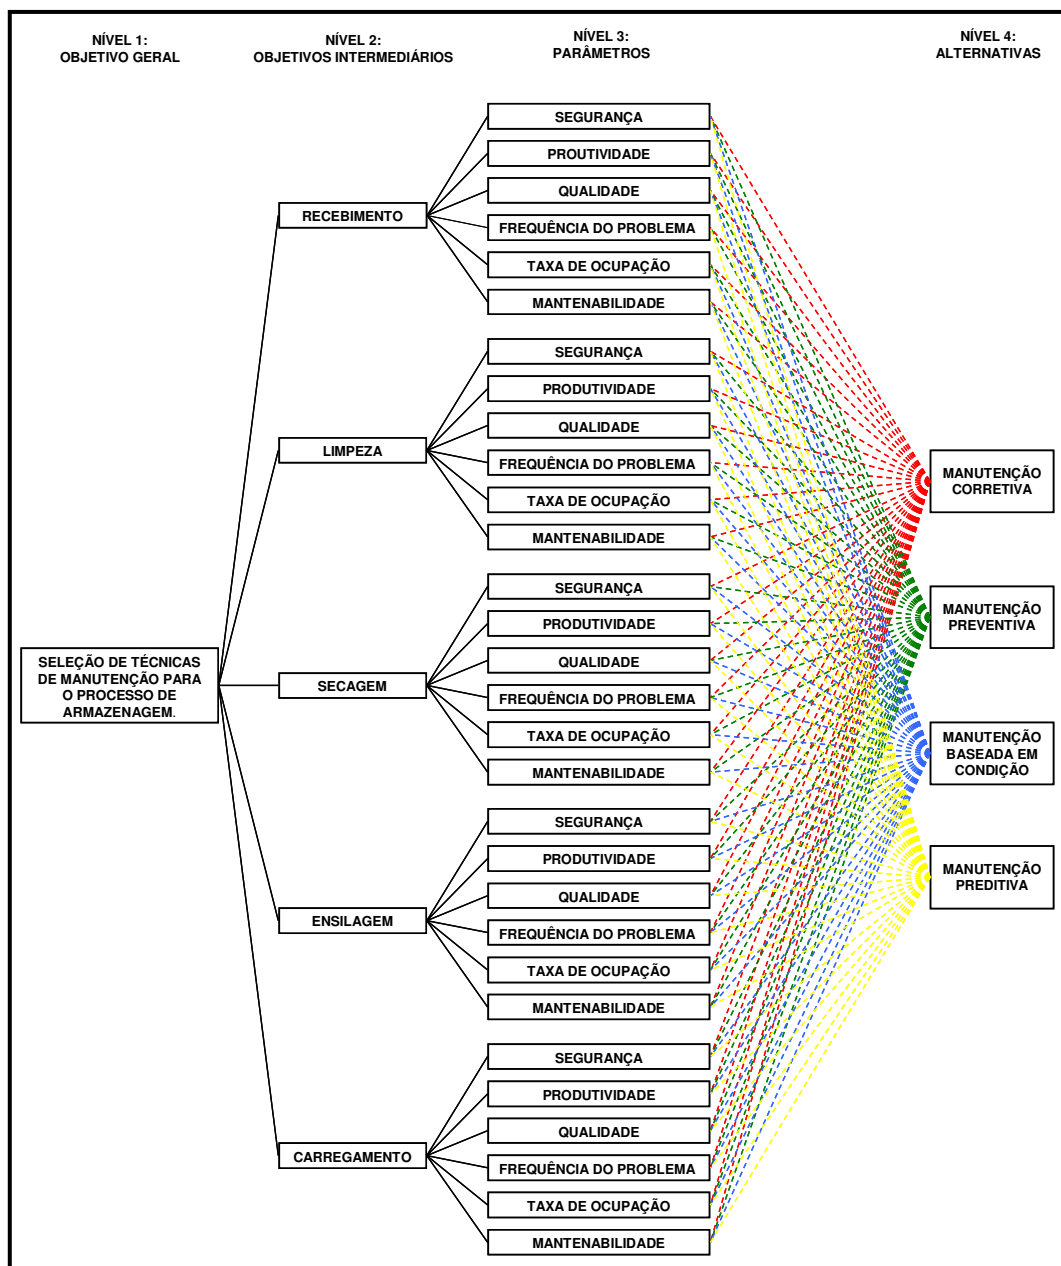 NÍVEL 1:
OBJETIVO GERAL
NÍVEL 2:
OBJETIVOS INTERMEDIÁRIOS
NÍVEL 3:
PARÂMETROS
NÍVEL 4:
ALTERNATIVAS
SELEÇÃO DE TÉCNICAS
DE MANUTENÇÃO PARA
O PROCESSO DE
ARMAZENAGEM.
RECEBIMENTO
SEGURANÇA
PROUTIVIDADE
QUALIDADE
FREQUÊNCIA DO PROBLEMA
TAXA DE OCUPAÇÃO
MANTENABILIDADE
LIMPEZA
SEGURANÇA
PRODUTIVIDADE
QUALIDADE
FREQUÊNCIA DO PROBLEMA
TAXA DE OCUPAÇÃO
MANTENABILIDADE
SECAGEM
SEGURANÇA
PRODUTIVIDADE
QUALIDADE
FREQUÊNCIA DO PROBLEMA
TAXA DE OCUPAÇÃO
MANTENABILIDADE
ENSILAGEM
SEGURANÇA
PRODUTIVIDADE
QUALIDADE
FREQUÊNCIA DO PROBLEMA
TAXA DE OCUPAÇÃO
MANTENABILIDADE
CARREGAMENTO
SEGURANÇA
PRODUTIVIDADE
QUALIDADE
FREQUÊNCIA DO PROBLEMA
TAXA DE OCUPAÇÃO
MANTENABILIDADE
MANUTENÇÃO
CORRETIVA
MANUTENÇÃO
PREVENTIVA
MANUTENÇÃO
BASEADA EM
CONDIÇÃO
MANUTENÇÃO
PREDITIVA